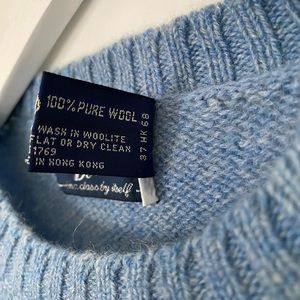 100% PURE WOOL
WASH IN WOOLITE
FLAT OR DRY CLEAN
1769
IN HONG KONG
37 HK 68
class by itself